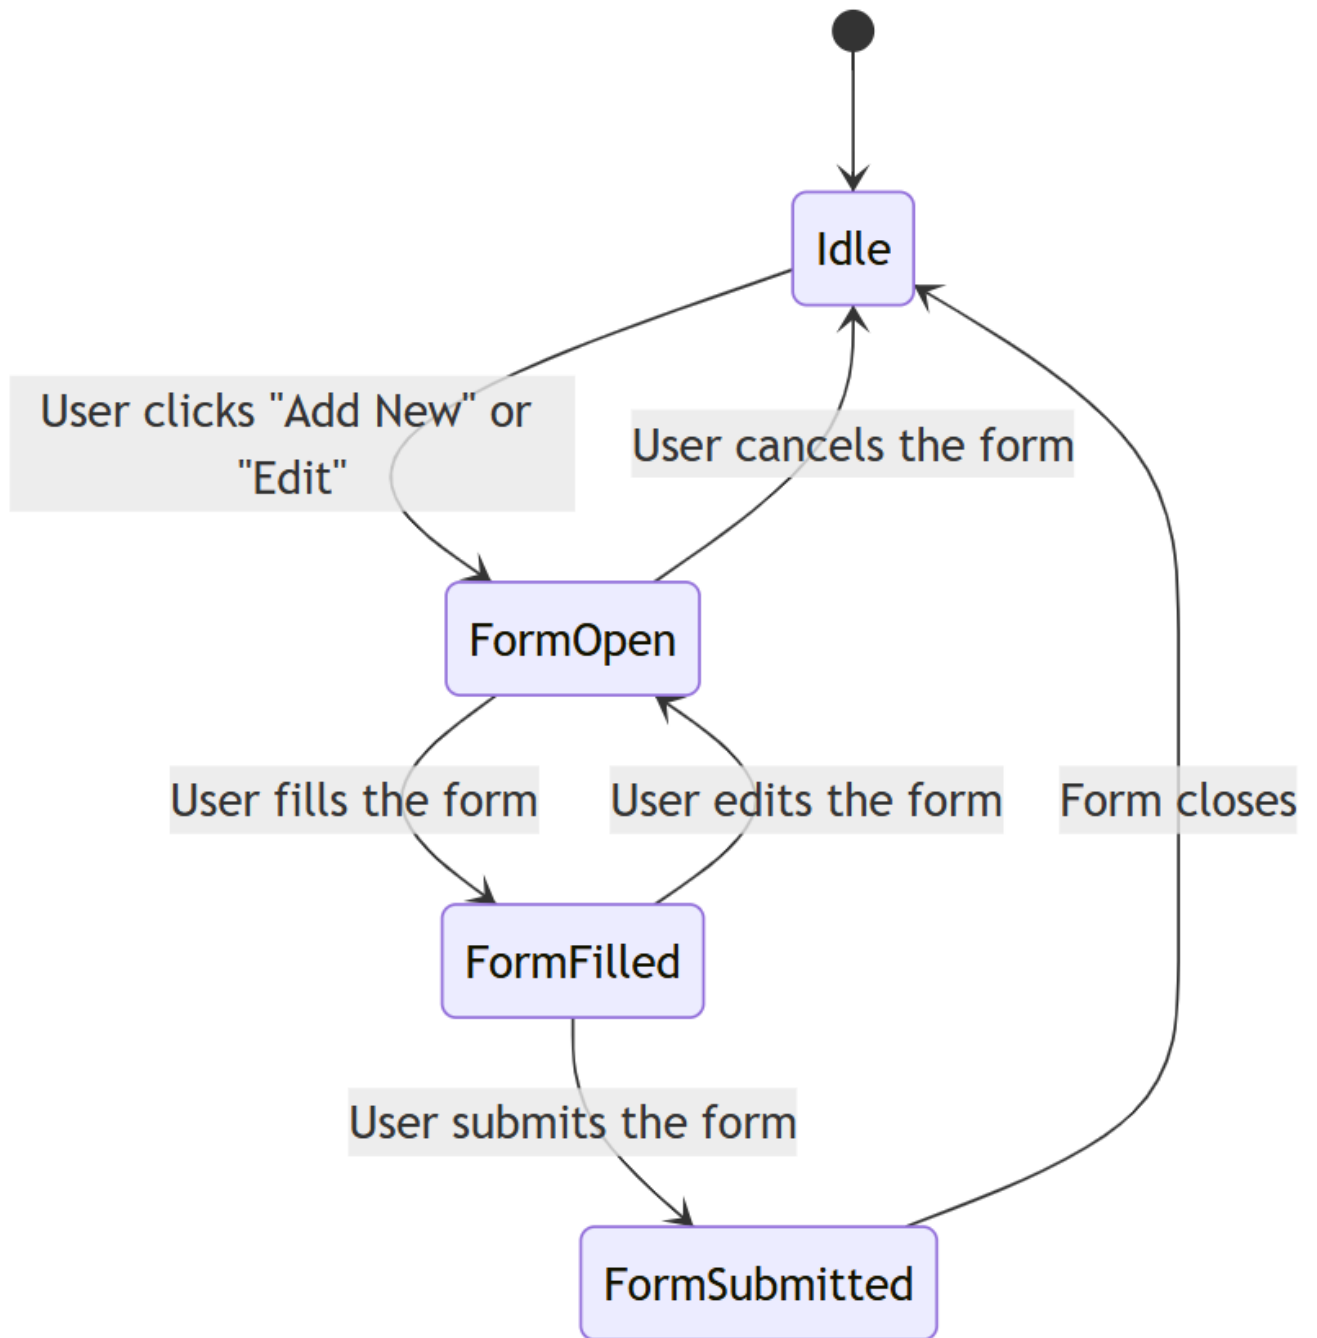 Idle
User clicks "Add New" or
"Edit"
User cancels the form
FormOpen
User fills the form
User edits the form
Form closes
FormFilled
User submits the form
FormSubmitted